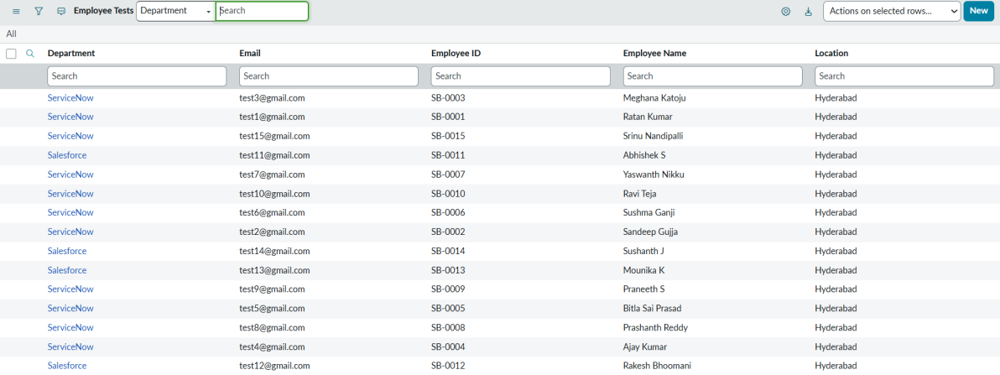 Employee Tests Department Search Actions on selected rows... New
All
Department Email Employee ID Employee Name Location
Search Search Search Search Search
ServiceNow test3@gmail.com SB-0003 Meghana Katoju Hyderabad
ServiceNow test1@gmail.com SB-0001 Ratan Kumar Hyderabad
ServiceNow test15@gmail.com SB-0015 Srinu Nandipalli Hyderabad
Salesforce test11@gmail.com SB-0011 Abhishek S Hyderabad
ServiceNow test7@gmail.com SB-0007 Yaswanth Nikku Hyderabad
ServiceNow test10@gmail.com SB-0010 Ravi Teja Hyderabad
ServiceNow test6@gmail.com SB-0006 Sushma Ganji Hyderabad
ServiceNow test2@gmail.com SB-0002 Sandeep Gujja Hyderabad
Salesforce test14@gmail.com SB-0014 Sushanth J Hyderabad
Salesforce test13@gmail.com SB-0013 Mounika K Hyderabad
ServiceNow test9@gmail.com SB-0009 Praneeth S Hyderabad
ServiceNow test5@gmail.com SB-0005 Bitla Sai Prasad Hyderabad
ServiceNow test8@gmail.com SB-0008 Prashanth Reddy Hyderabad
ServiceNow test4@gmail.com SB-0004 Ajay Kumar Hyderabad
Salesforce test12@gmail.com SB-0012 Rakesh Bhoomani Hyderabad